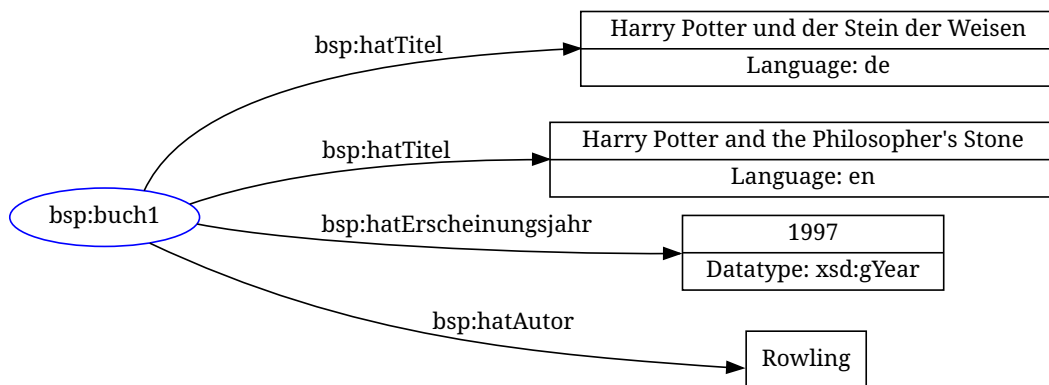 bsp:hatTitel
Harry Potter und der Stein der Weisen
Language: de
bsp:hatTitel
Harry Potter and the Philosopher's Stone
Language: en
bsp:buch1
bsp:hatErscheinungsjahr
1997
Datatype: xsd:gYear
bsp:hatAutor
Rowling